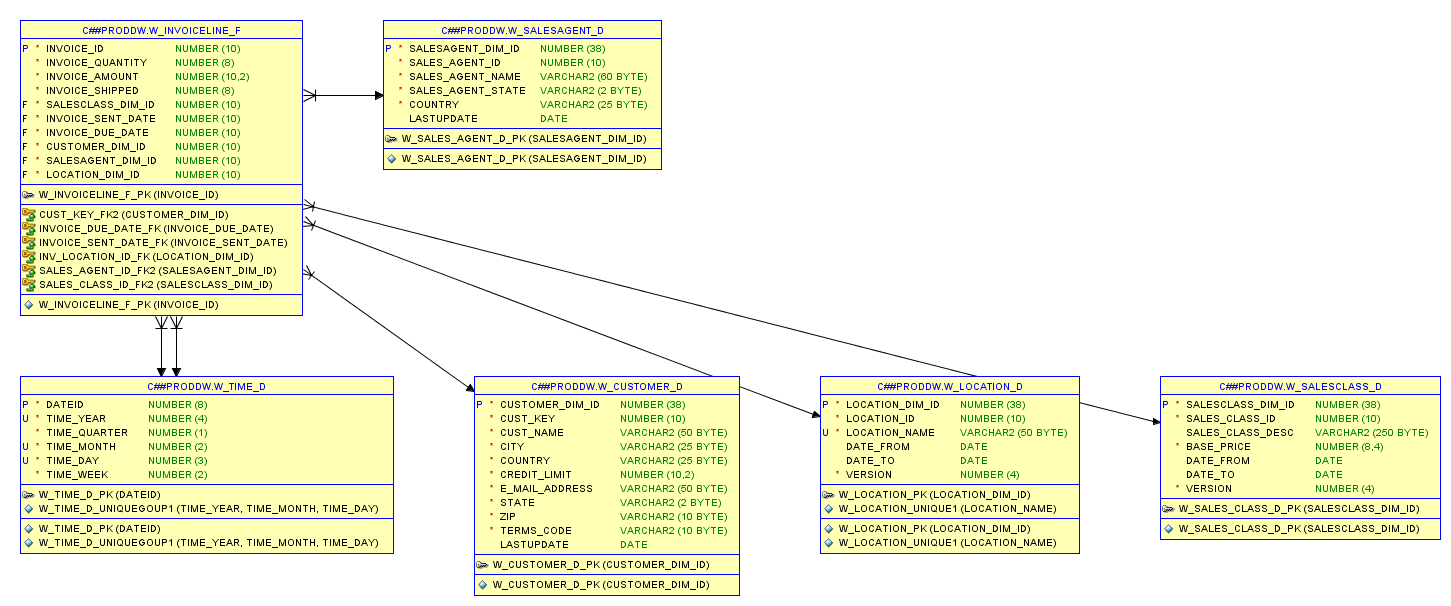 C##PRODDW.W_INVOICELINE_F
P * INVOICE_ID NUMBER (10)
* INVOICE_QUANTITY NUMBER (8)
* INVOICE_AMOUNT NUMBER (10,2)
* INVOICE_SHIPPED NUMBER (8)
F * SALESCLASS_DIM_ID NUMBER (10)
F * INVOICE_SENT_DATE NUMBER (10)
F * INVOICE_DUE_DATE NUMBER (10)
F * CUSTOMER_DIM_ID NUMBER (10)
F * SALESAGENT_DIM_ID NUMBER (10)
F * LOCATION_DIM_ID NUMBER (10)
W_INVOICELINE_F_PK (INVOICE_ID)
CUST_KEY_FK2 (CUSTOMER_DIM_ID)
INVOICE_DUE_DATE_FK (INVOICE_DUE_DATE)
INVOICE_SENT_DATE_FK (INVOICE_SENT_DATE)
INV_LOCATION_ID_FK (LOCATION_DIM_ID)
SALES_AGENT_ID_FK2 (SALESAGENT_DIM_ID)
SALES_CLASS_ID_FK2 (SALESCLASS_DIM_ID)
W_INVOICELINE_F_PK (INVOICE_ID)
C##PRODDW.W_SALESAGENT_D
P * SALESAGENT_DIM_ID NUMBER (38)
* SALES_AGENT_ID NUMBER (10)
* SALES_AGENT_NAME VARCHAR2 (60 BYTE)
* SALES_AGENT_STATE VARCHAR2 (2 BYTE)
* COUNTRY VARCHAR2 (25 BYTE)
LASTUPDATE DATE
W_SALES_AGENT_D_PK (SALESAGENT_DIM_ID)
W_SALES_AGENT_D_PK (SALESAGENT_DIM_ID)
C##PRODDW.W_TIME_D
P * DATEID NUMBER (8)
U * TIME_YEAR NUMBER (4)
* TIME_QUARTER NUMBER (1)
U * TIME_MONTH NUMBER (2)
U * TIME_DAY NUMBER (3)
* TIME_WEEK NUMBER (2)
W_TIME_D_PK (DATEID)
W_TIME_D_UNIQUEGOUP1 (TIME_YEAR, TIME_MONTH, TIME_DAY)
W_TIME_D_PK (DATEID)
W_TIME_D_UNIQUEGOUP1 (TIME_YEAR, TIME_MONTH, TIME_DAY)
C##PRODDW.W_CUSTOMER_D
P * CUSTOMER_DIM_ID NUMBER (38)
* CUST_KEY NUMBER (10)
* CUST_NAME VARCHAR2 (50 BYTE)
* CITY VARCHAR2 (25 BYTE)
* COUNTRY VARCHAR2 (25 BYTE)
* CREDIT_LIMIT NUMBER (10,2)
* E_MAIL_ADDRESS VARCHAR2 (50 BYTE)
* STATE VARCHAR2 (2 BYTE)
* ZIP VARCHAR2 (10 BYTE)
* TERMS_CODE VARCHAR2 (10 BYTE)
LASTUPDATE DATE
W_CUSTOMER_D_PK (CUSTOMER_DIM_ID)
W_CUSTOMER_D_PK (CUSTOMER_DIM_ID)
C##PRODDW.W_LOCATION_D
P * LOCATION_DIM_ID NUMBER (38)
* LOCATION_ID NUMBER (10)
U * LOCATION_NAME VARCHAR2 (50 BYTE)
DATE_FROM DATE
DATE_TO DATE
* VERSION NUMBER (4)
W_LOCATION_PK (LOCATION_DIM_ID)
W_LOCATION_UNIQUE1 (LOCATION_NAME)
W_LOCATION_PK (LOCATION_DIM_ID)
W_LOCATION_UNIQUE1 (LOCATION_NAME)
C##PRODDW.W_SALESCLASS_D
P * SALESCLASS_DIM_ID NUMBER (38)
* SALES_CLASS_ID NUMBER (10)
SALES_CLASS_DESC VARCHAR2 (250 BYTE)
* BASE_PRICE NUMBER (8,4)
DATE_FROM DATE
DATE_TO DATE
* VERSION NUMBER (4)
W_SALES_CLASS_D_PK (SALESCLASS_DIM_ID)
W_SALES_CLASS_D_PK (SALESCLASS_DIM_ID)